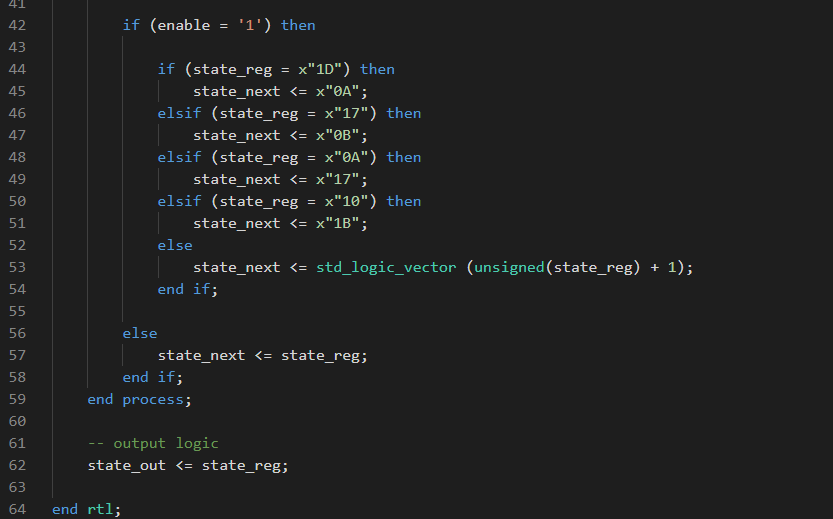 41
42 if (enable = '1') then
43
44 if (state_reg = x"1D") then
45 state_next <= x"0A";
46 elsif (state_reg = x"17") then
47 state_next <= x"0B";
48 elsif (state_reg = x"0A") then
49 state_next <= x"17";
50 elsif (state_reg = x"10") then
51 state_next <= x"1B";
52 else
53 state_next <= std_logic_vector (unsigned(state_reg) + 1);
54 end if;
55
56 else
57 state_next <= state_reg;
58 end if;
59 end process;
60
61 -- output logic
62 state_out <= state_reg;
63
64 end rtl;